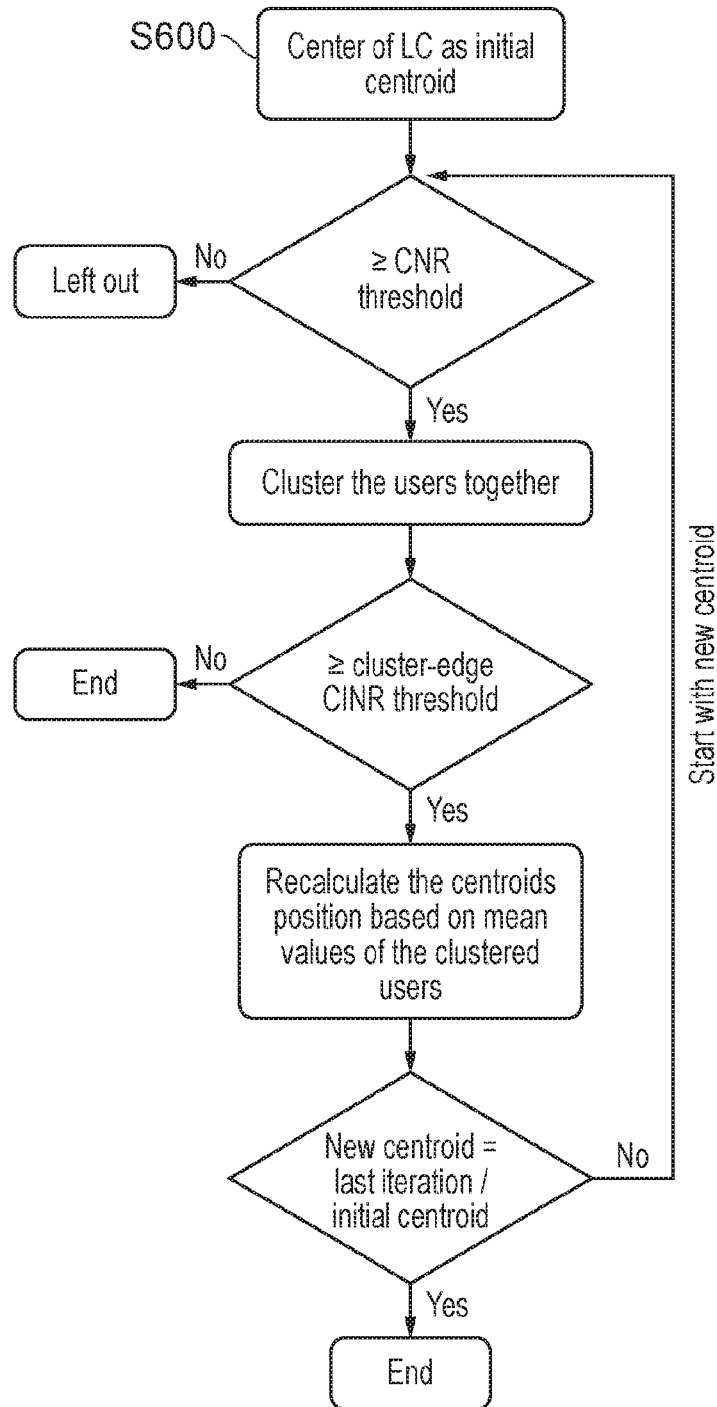 S600
Center of LC as initial
centroid
≥ CNR
threshold
No
Left out
Yes
Cluster the users together
≥ cluster-edge
CINR threshold
No
End
Yes
Recalculate the centroids
position based on mean
values of the clustered
users
New centroid =
last iteration /
initial centroid
No
Start with new centroid
Yes
End